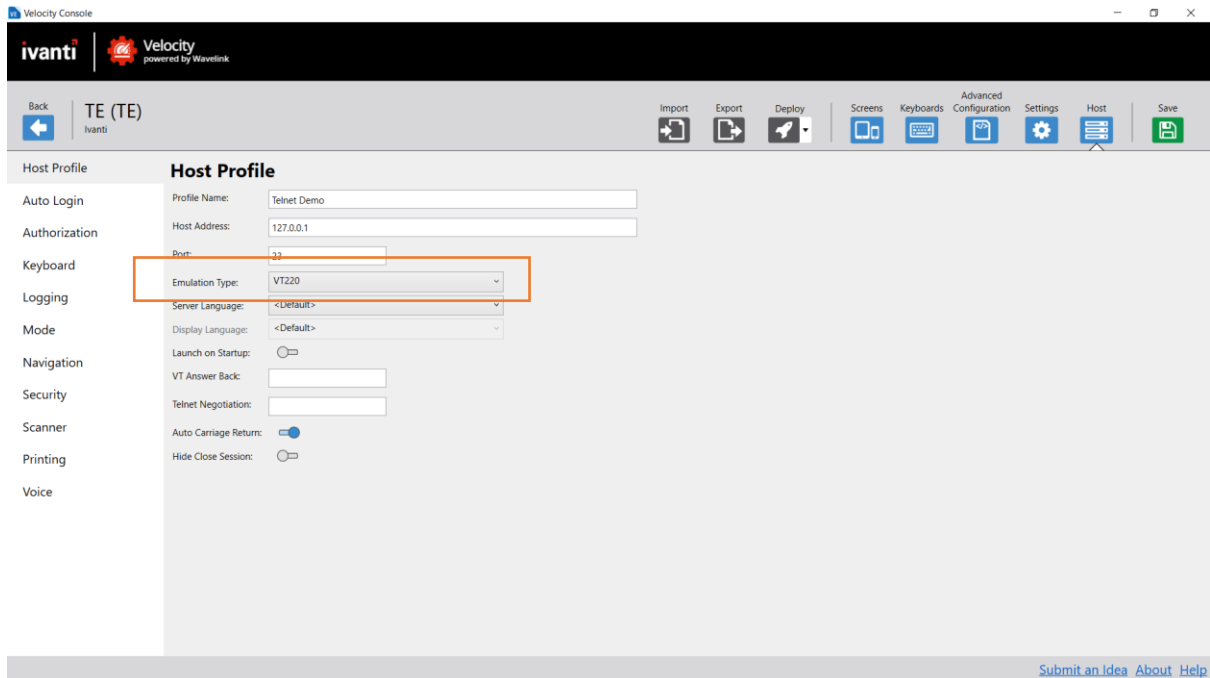 Velocity Console
ivanti
Velocity
powered by Wavelink
Back
TE (TE)
Ivanti
Import
Export
Deploy
Screens
Keyboards
Advanced
Configuration
Settings
Host
Save
Host Profile
Auto Login
Authorization
Keyboard
Logging
Mode
Navigation
Security
Scanner
Printing
Voice
Host Profile
Profile Name: Telnet Demo
Host Address: 127.0.0.1
Port: 23
Emulation Type: VT220
Server Language: <Default>
Display Language: <Default>
Launch on Startup:
VT Answer Back:
Telnet Negotiation:
Auto Carriage Return:
Hide Close Session:
Submit an Idea About Help